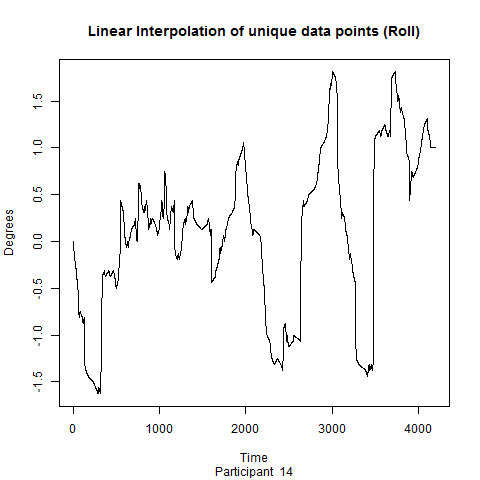 Linear Interpolation of unique data points (Roll)
Degrees
1.5
1.0
0.5
0.0
-0.5
-1.0
-1.5
0 1000 2000 3000 4000
Time
Participant 14